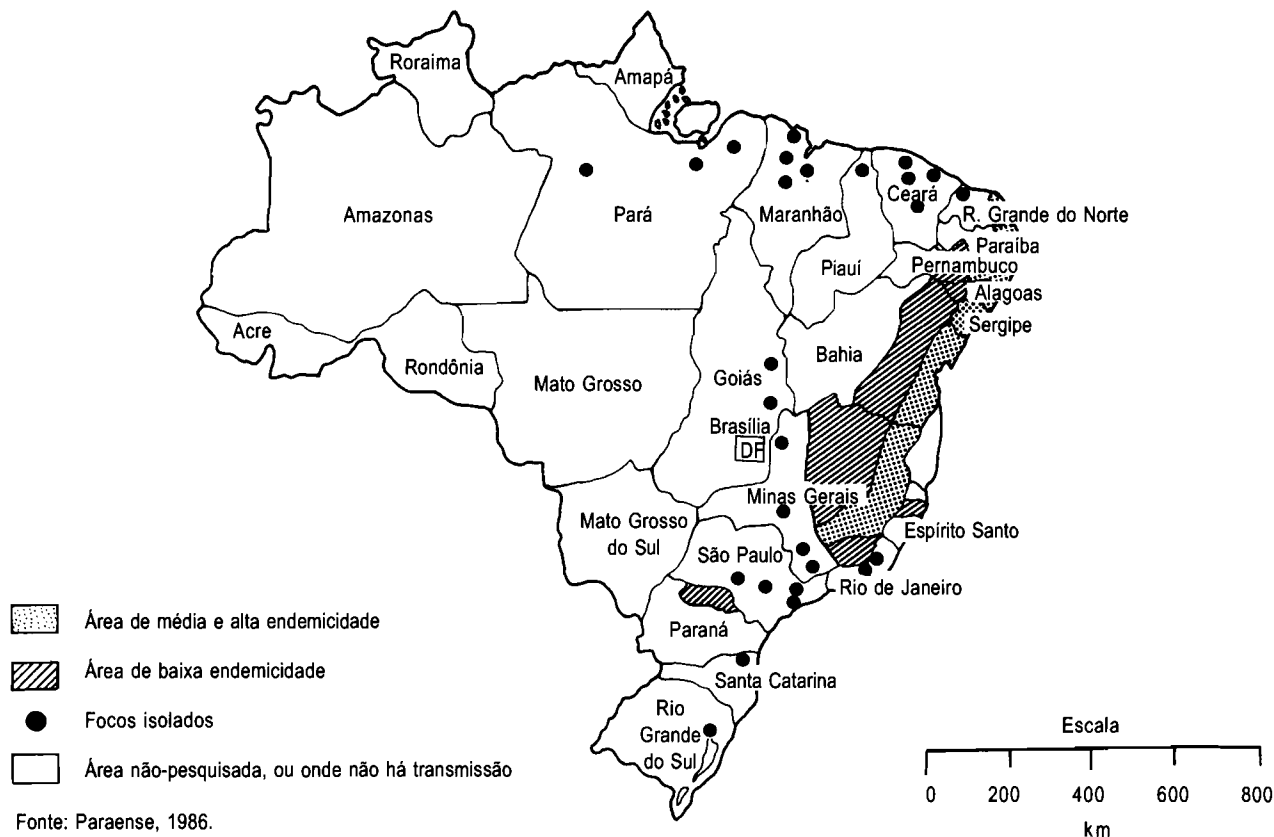 Roraima
Amapá
Amazonas
Pará
Maranhão
Ceará
R. Grande do Norte
Paraíba
Piauí
Pernambuco
Alagoas
Sergipe
Acre
Rondônia
Mato Grosso
Goiás
Bahia
Brasília
DF
Minas Gerais
Mato Grosso
do Sul
São Paulo
Espírito Santo
Rio de Janeiro
Paraná
Santa Catarina
Rio
Grande
do Sul
Área de média e alta endemicidade
Área de baixa endemicidade
Focos isolados
Área não-pesquisada, ou onde não há transmissão
Fonte: Paraense, 1986.
Escala
0 200 400 600 800
km